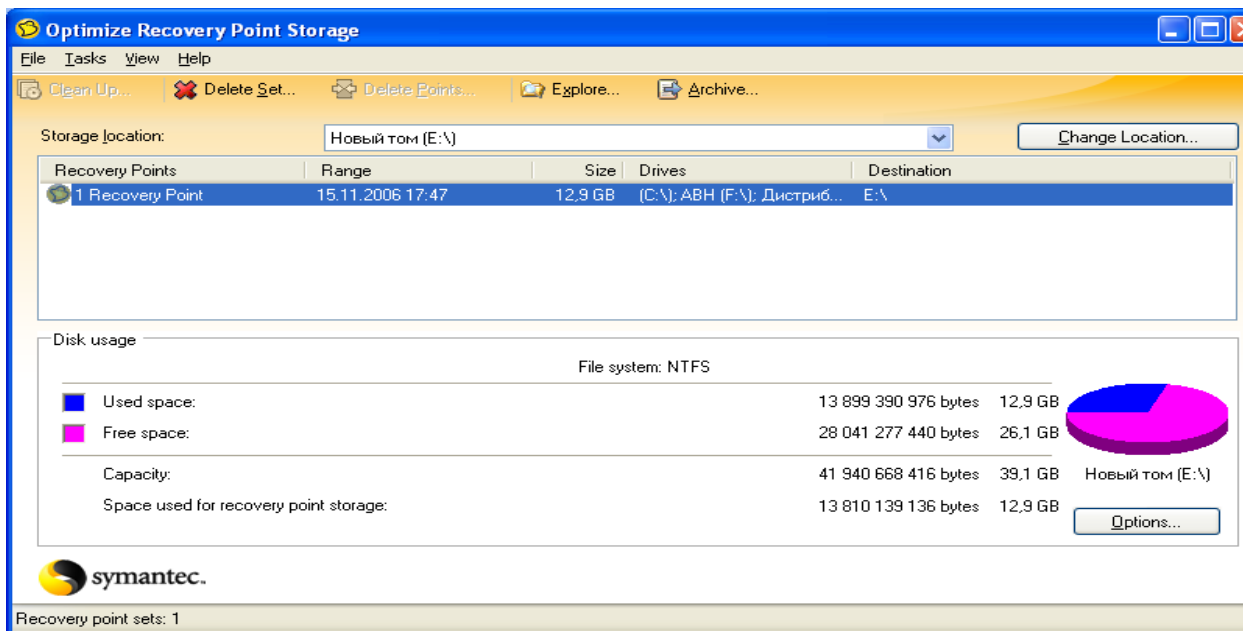 Optimize Recovery Point Storage
File Tasks View Help
Clean Up... Delete Set... Delete Points... Explore... Archive...
Storage location: Новый том (E:\) Change Location...
Recovery Points Range Size Drives Destination
1 Recovery Point 15.11.2006 17:47 12,9 GB (C:\); ABH (F:\); Дистриб... E:\
Disk usage
File system: NTFS
Used space: 13 899 390 976 bytes 12,9 GB
Free space: 28 041 277 440 bytes 26,1 GB
Capacity: 41 940 668 416 bytes 39,1 GB Новый том (E:\)
Space used for recovery point storage: 13 810 139 136 bytes 12,9 GB
Options...
symantec.
Recovery point sets: 1